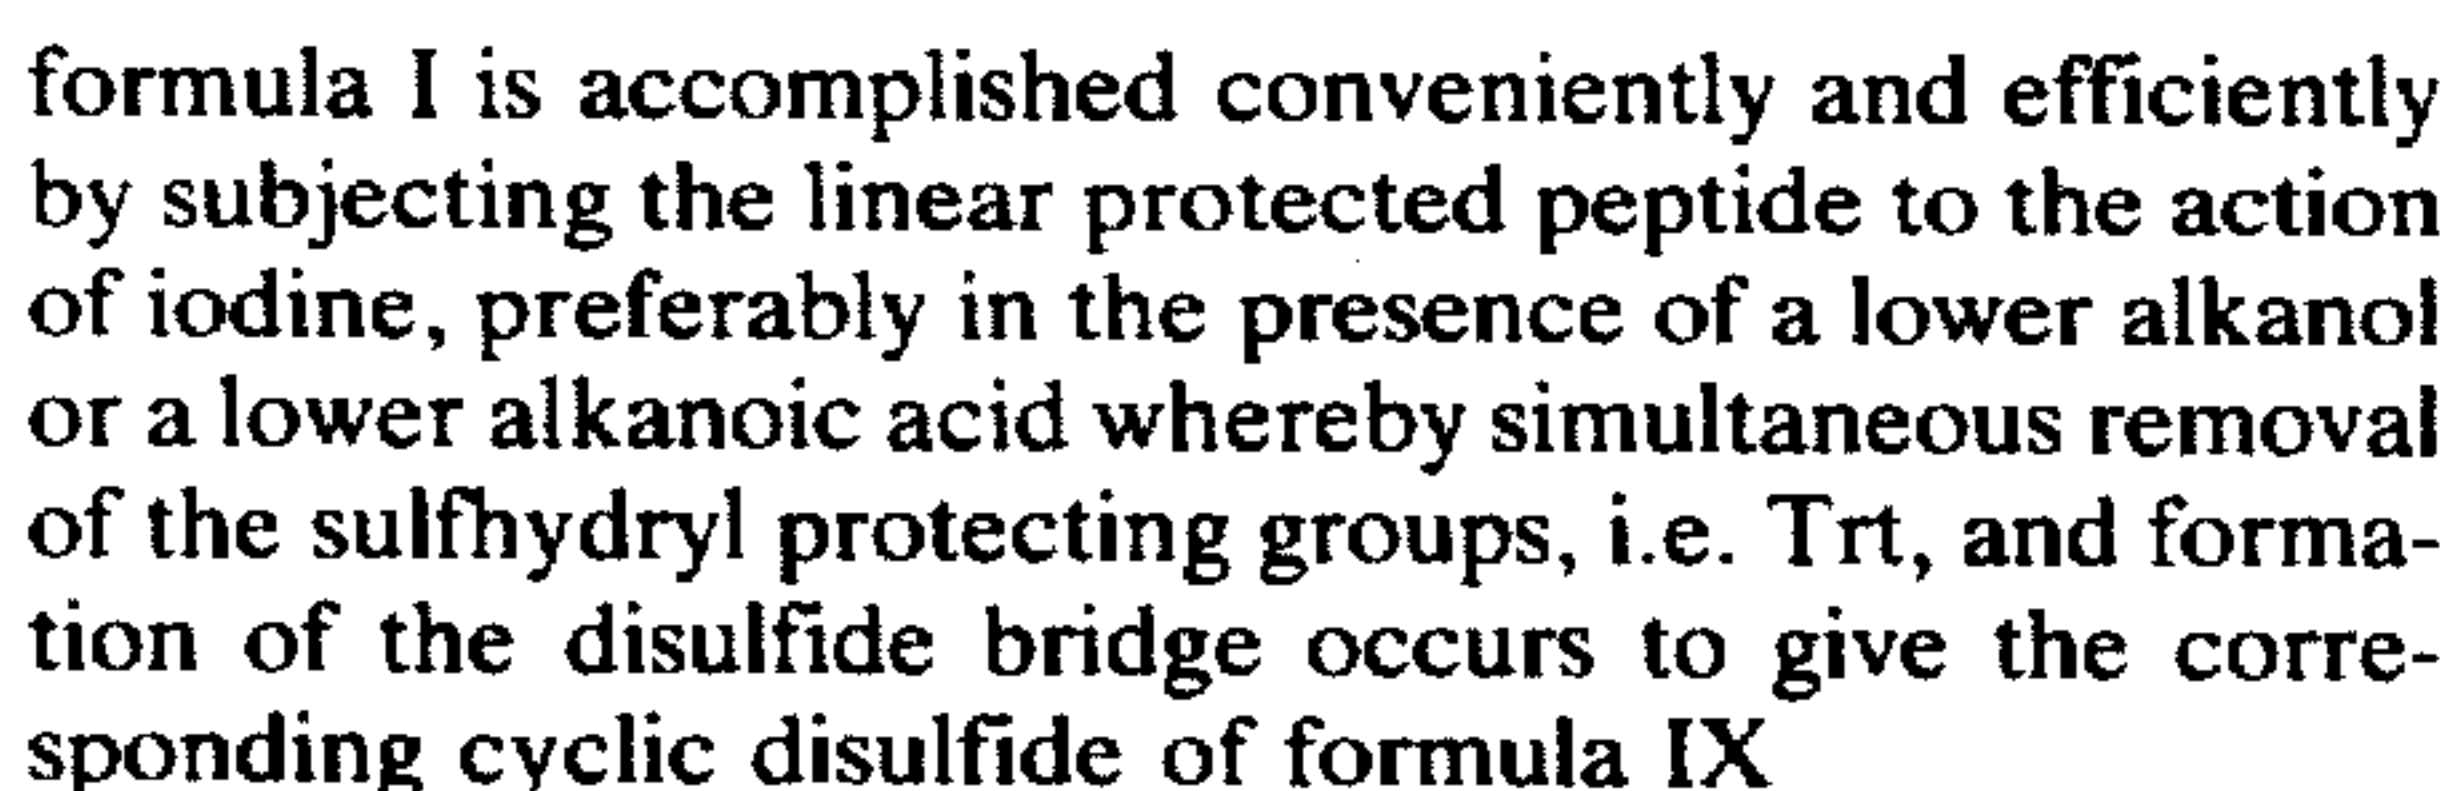 formula I is accomplished conveniently and efficiently
by subjecting the linear protected peptide to the action
of iodine, preferably in the presence of a lower alkanol
or a lower alkanoic acid whereby simultaneous removal
of the sulfhydryl protecting groups, i.e. Trt, and forma-
tion of the disulfide bridge occurs to give the corre-
sponding cyclic disulfide of formula IX